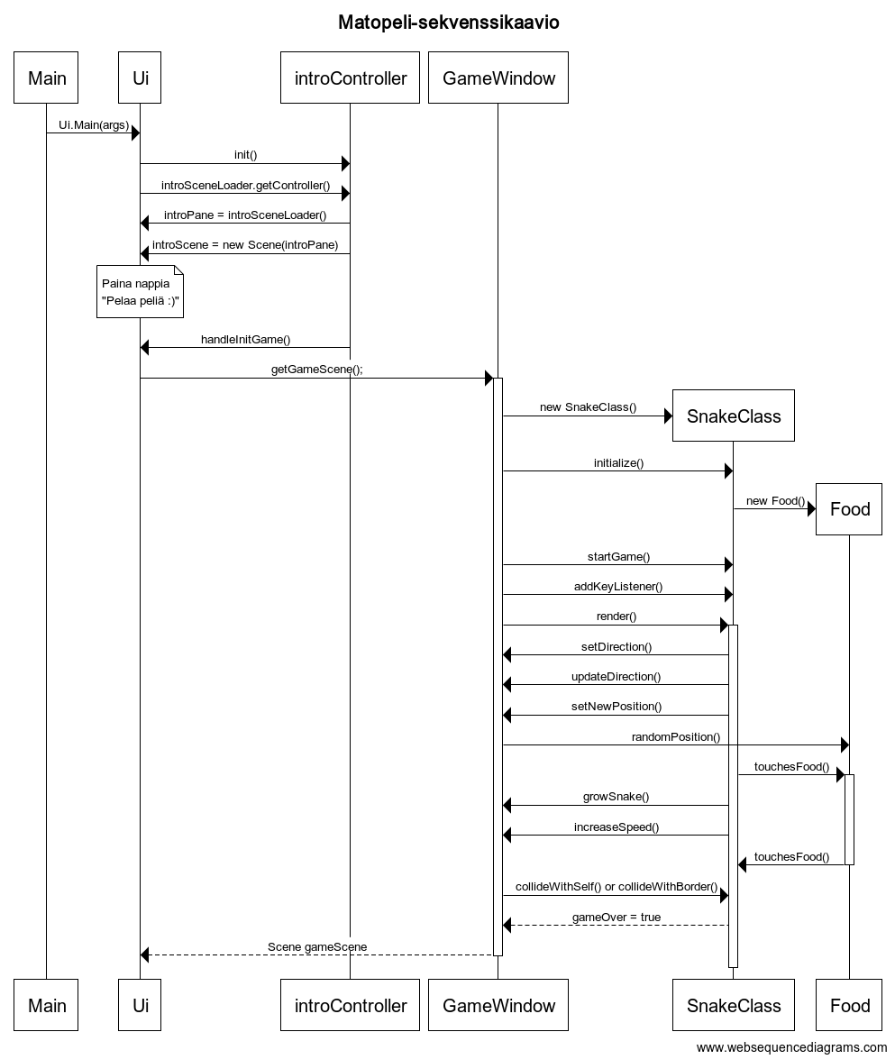 Matopeli-sekvenssikaavio
Main
Ui
introController
GameWindow
Ui.Main(args)
init()
introSceneLoader.getController()
introPane = introSceneLoader()
introScene = new Scene(introPane)
Paina nappia
"Pelaa peliä :)"
handleInitGame()
getGameScene();
new SnakeClass()
SnakeClass
initialize()
new Food()
Food
startGame()
addKeyListener()
render()
setDirection()
updateDirection()
setNewPosition()
randomPosition()
touchesFood()
growSnake()
increaseSpeed()
touchesFood()
collideWithSelf() or collideWithBorder()
gameOver = true
Scene gameScene
Main
Ui
introController
GameWindow
SnakeClass
Food
www.websequencediagrams.com